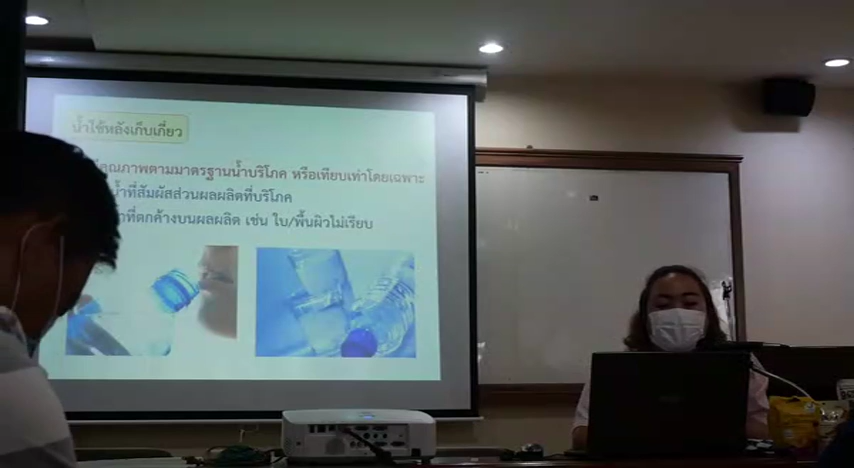 น้ำใช้หลังเก็บเกี่ยว
คุณภาพตามมาตรฐานน้ำบริโภค หรือเทียบเท่าโดยเฉพาะ
น้ำที่สัมผัสส่วนผลผลิตที่บริโภค
ที่ตกค้างบนผลผลิต เช่น ใบ/พื้นผิวไม่เรียบ